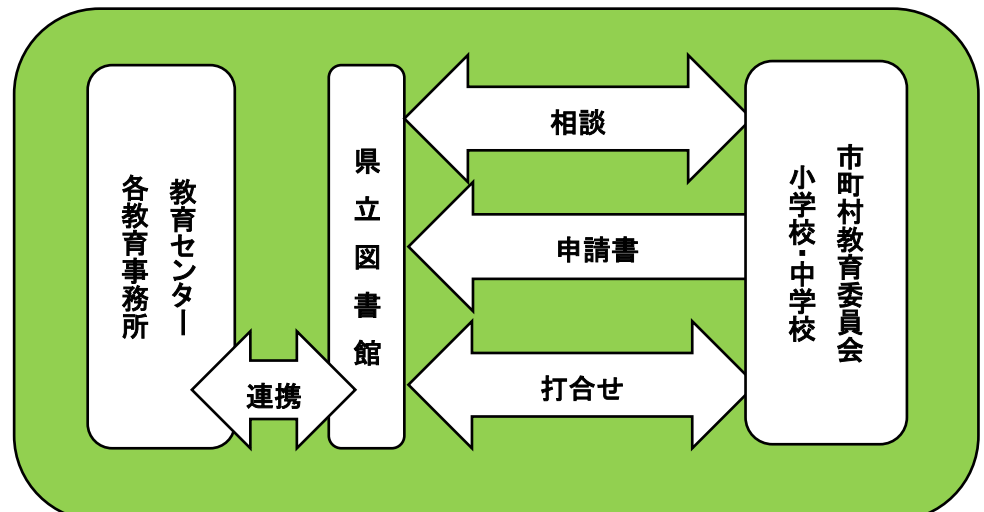 教育センター
各教育事務所
連携
県立図書館
相談
申請書
打合せ
市町村教育委員会
小学校・中学校